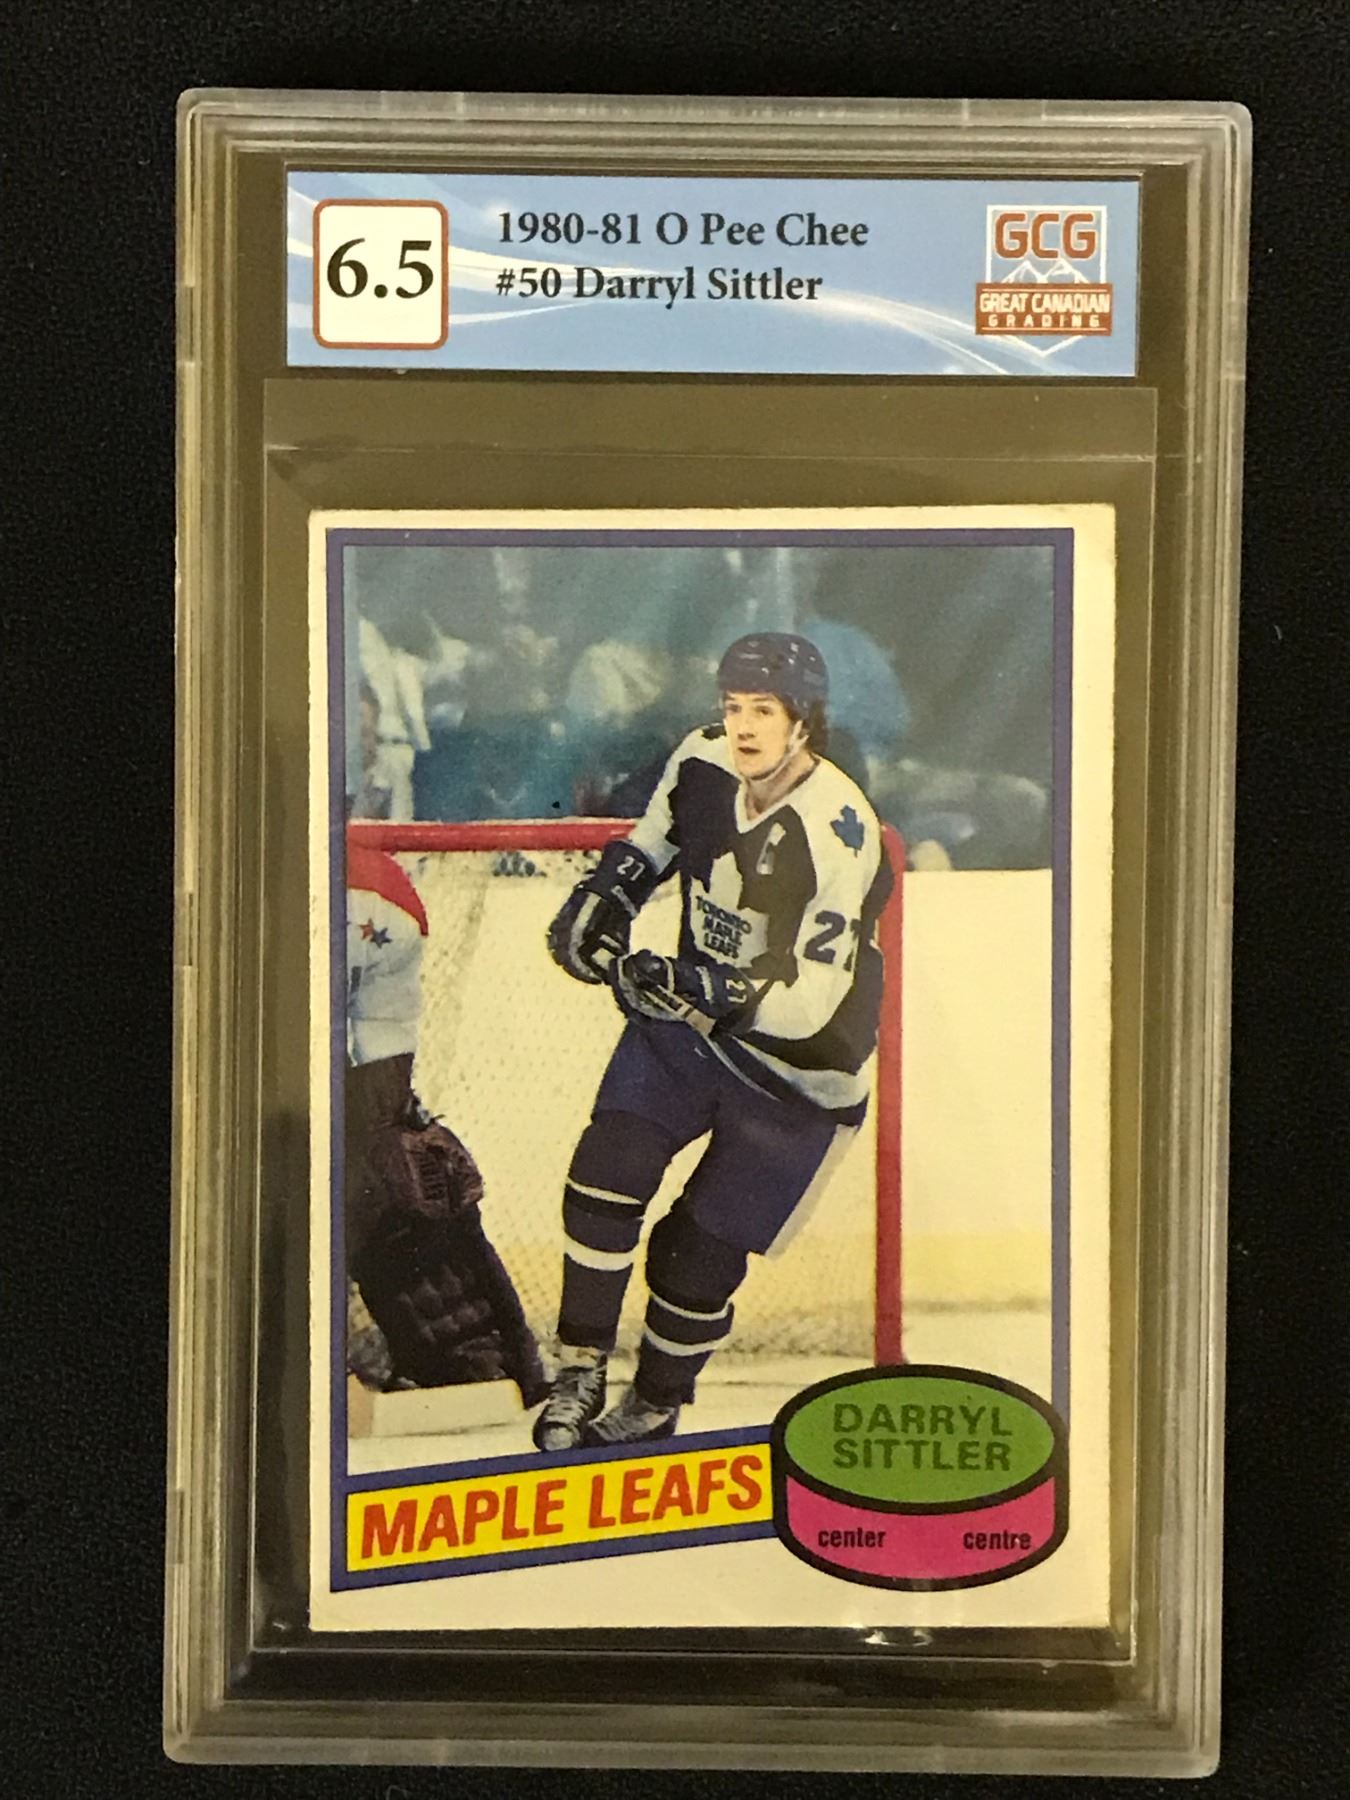 6.5
1980-81 O Pee Chee
#50 Darryl Sittler
GCG
GREAT CANADIAN
GRADING
27
C
TORONTO
MAPLE
LEAFS
27
27
DARRYL
SITTLER
MAPLE LEAFS
center centre